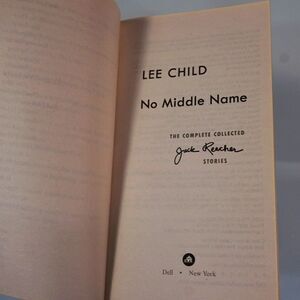 LEE CHILD
No Middle Name
THE COMPLETE COLLECTED
Jack Reacher
STORIES
Dell • New York